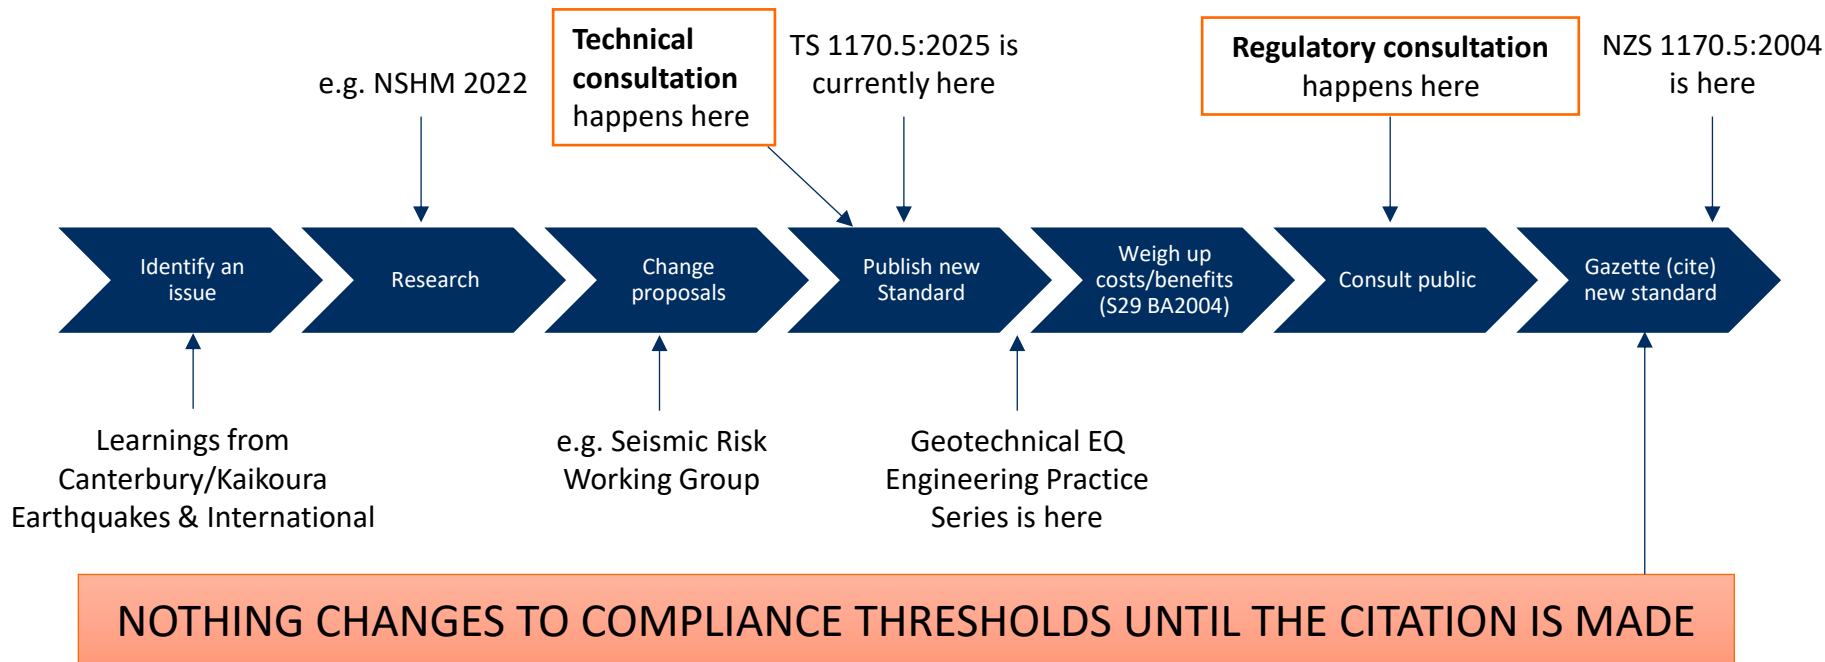 e.g. NSHM 2022
Technical
consultation
happens here
TS 1170.5:2025 is
currently here
Regulatory consultation
happens here
NZS 1170.5:2004
is here
Identify an
issue
Research
Change
proposals
Publish new
Standard
Weigh up
costs/benefits
(S29 BA2004)
Consult public
Gazette (cite)
new standard
Learnings from
Canterbury/Kaikoura
Earthquakes & International
e.g. Seismic Risk
Working Group
Geotechnical EQ
Engineering Practice
Series is here
NOTHING CHANGES TO COMPLIANCE THRESHOLDS UNTIL THE CITATION IS MADE